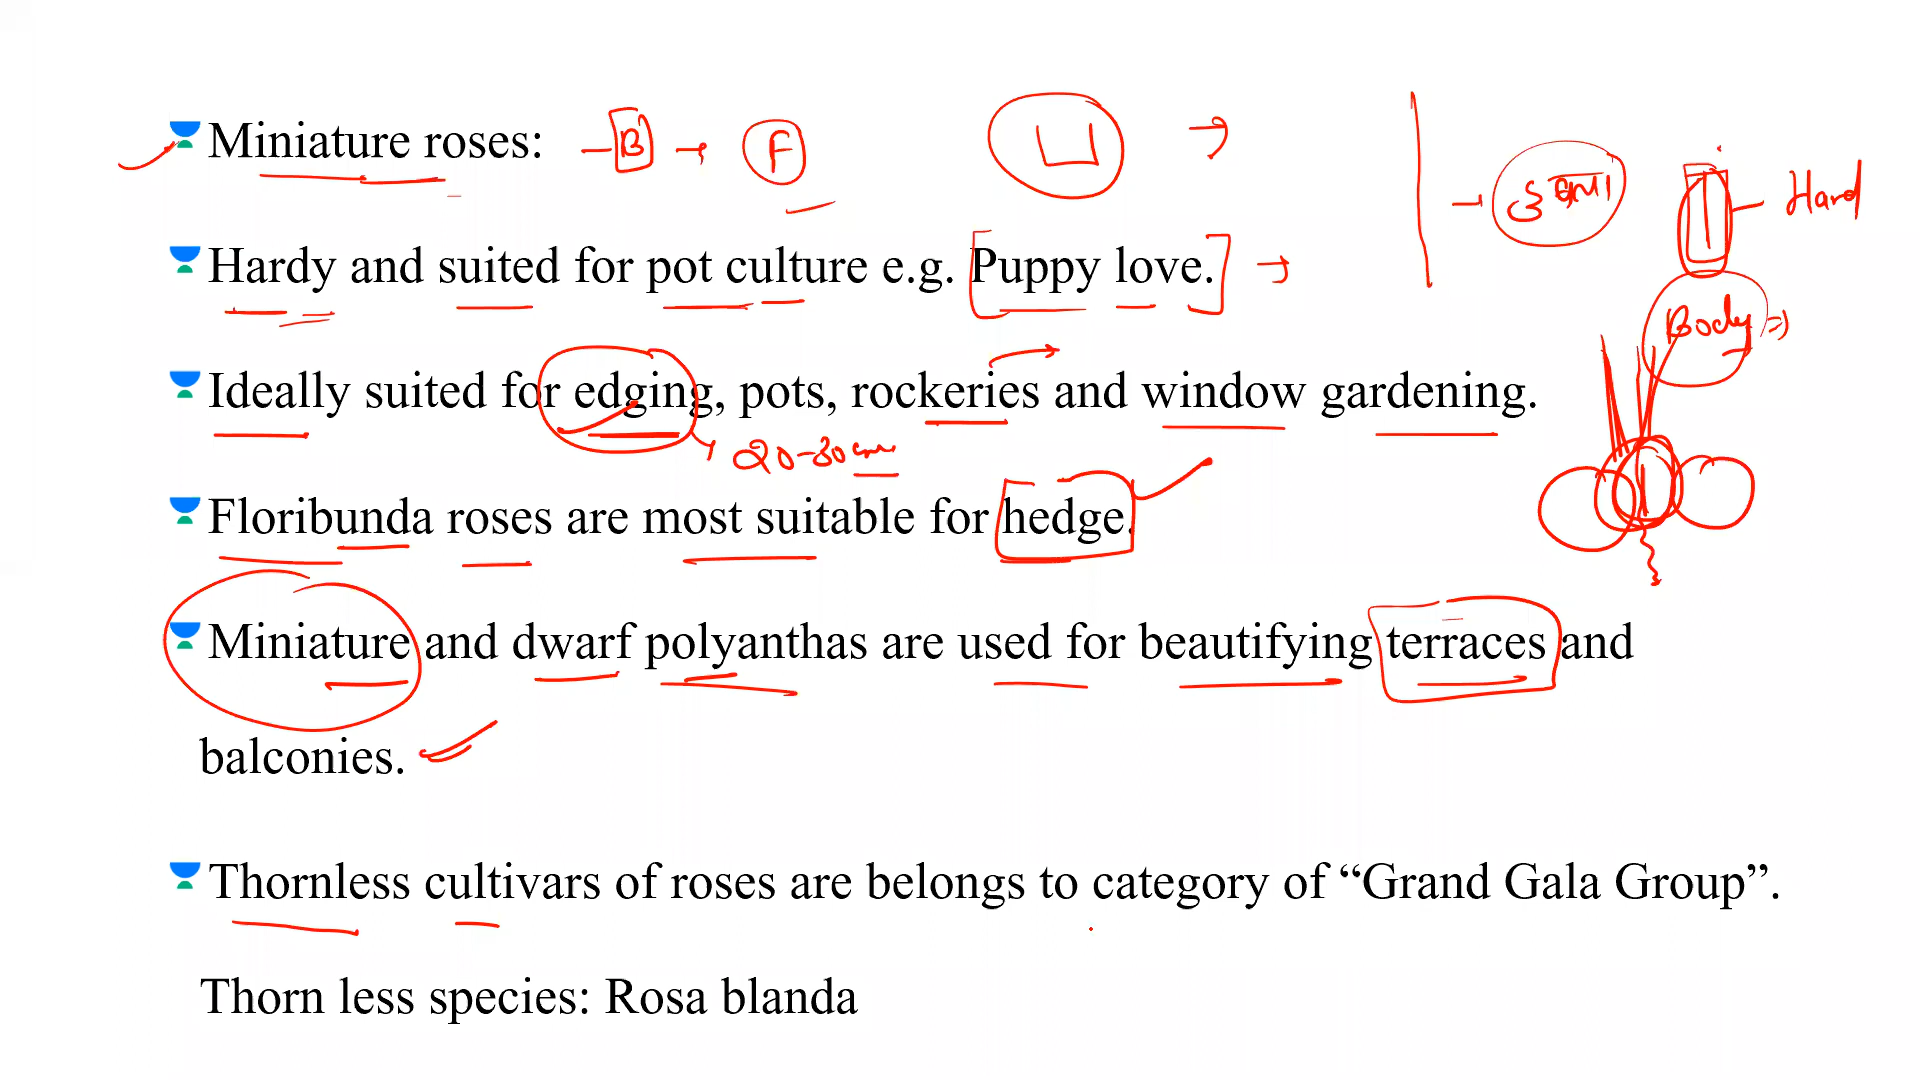 Miniature roses: B F
Hard
Hardy and suited for pot culture e.g. Puppy love.
Body
Ideally suited for edging, pots, rockeries and window gardening.
20-30 cm
Floribunda roses are most suitable for hedge.
Miniature and dwarf polyanthas are used for beautifying terraces and
balconies.
Thornless cultivars of roses are belongs to category of “Grand Gala Group”.
Thorn less species: Rosa blanda